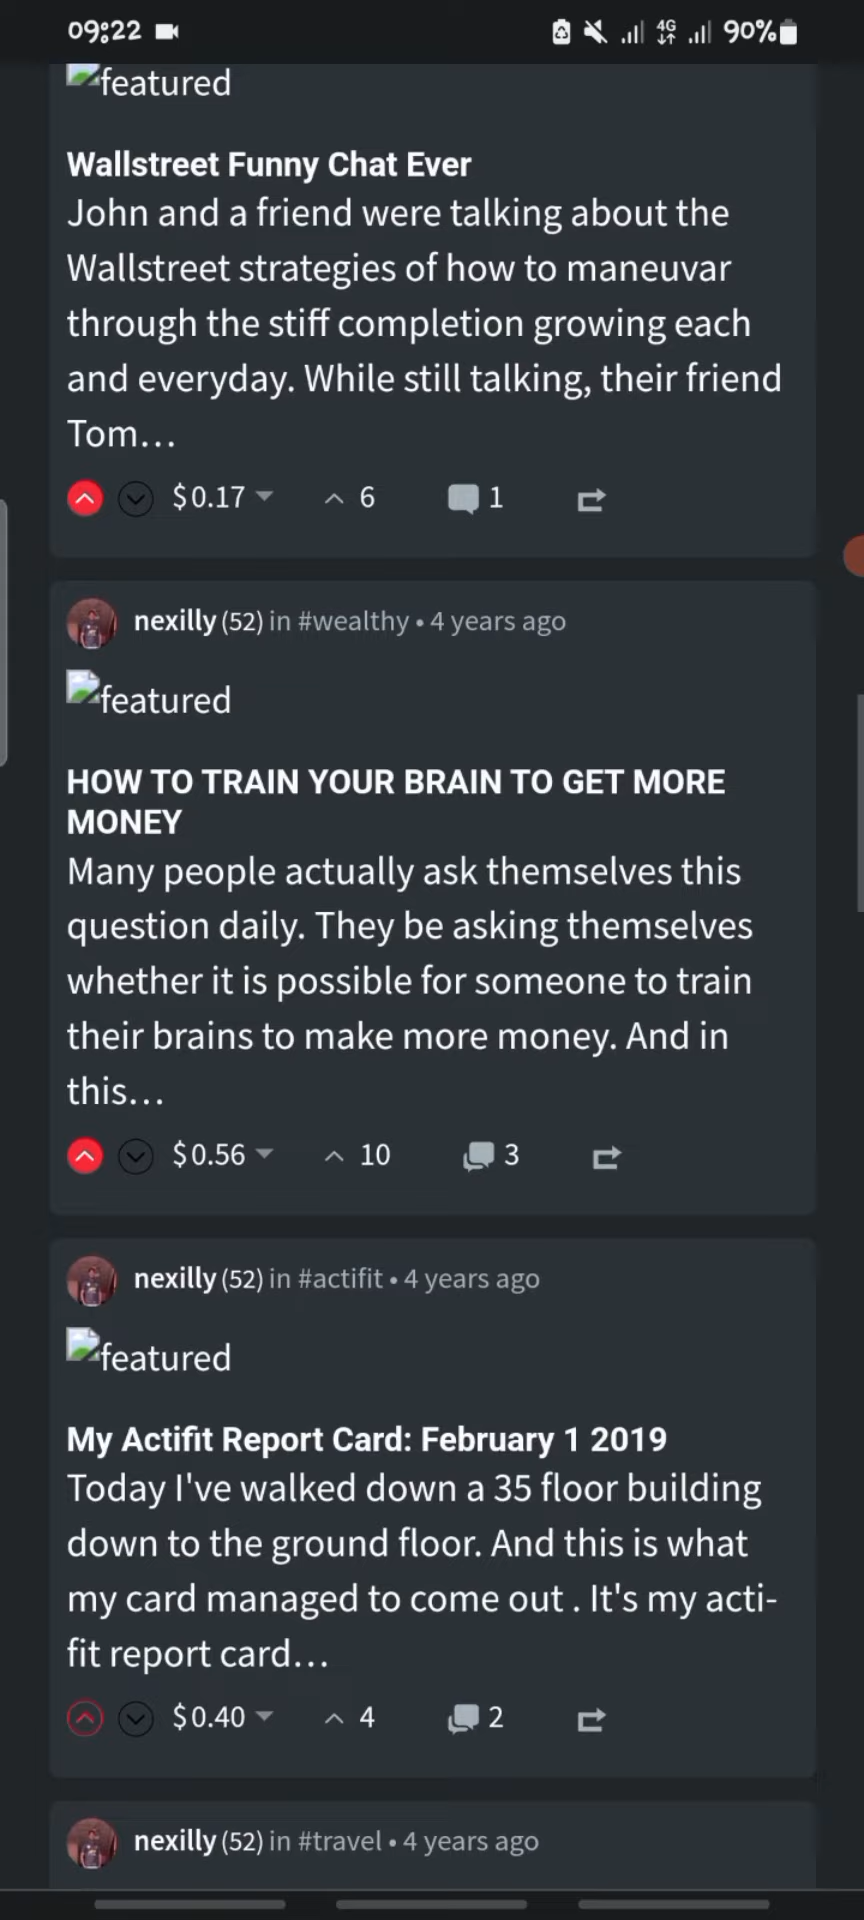 09:22 4G 90%
featured
Wallstreet Funny Chat Ever
John and a friend were talking about the
Wallstreet strategies of how to maneuvar
through the stiff completion growing each
and everyday. While still talking, their friend
Tom…
$0.17 6 1
nexilly (52) in #wealthy • 4 years ago
featured
HOW TO TRAIN YOUR BRAIN TO GET MORE
MONEY
Many people actually ask themselves this
question daily. They be asking themselves
whether it is possible for someone to train
their brains to make more money. And in
this…
$0.56 10 3
nexilly (52) in #actifit • 4 years ago
featured
My Actifit Report Card: February 1 2019
Today I've walked down a 35 floor building
down to the ground floor. And this is what
my card managed to come out . It's my acti-
fit report card…
$0.40 4 2
nexilly (52) in #travel • 4 years ago